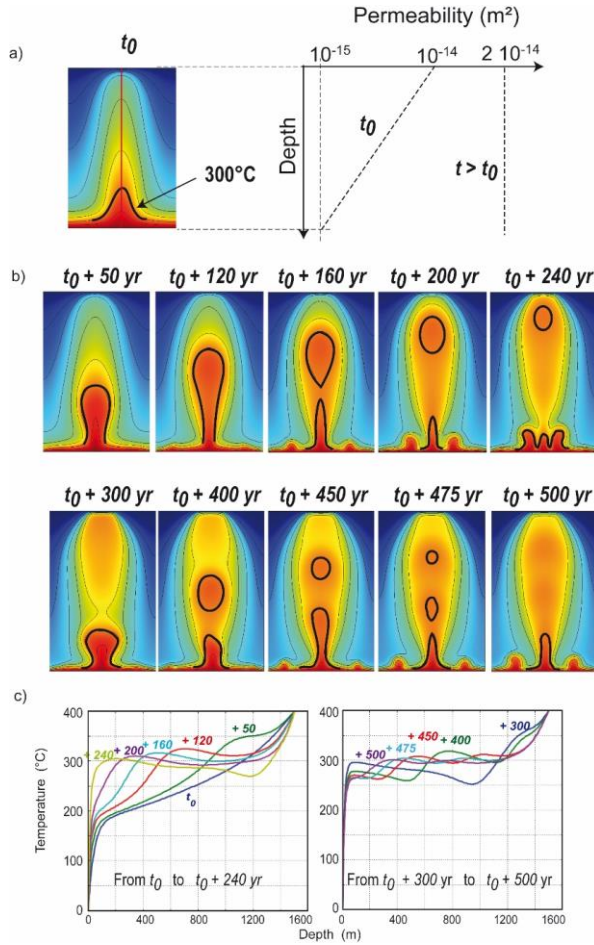 Permeability (m²)
a)
t0
10-15
10-14
2 10-14
300°C
Depth
t0
t > t0
b)
t0 + 50 yr
t0 + 120 yr
t0 + 160 yr
t0 + 200 yr
t0 + 240 yr
t0 + 300 yr
t0 + 400 yr
t0 + 450 yr
t0 + 475 yr
t0 + 500 yr
c)
Temperature (°C)
400
300
200
100
0
+ 240
+ 200
+ 160
+ 120
+ 50
t0
From t0 to t0 + 240 yr
0
400
800
1200
1600
400
300
200
100
0
+ 500
+ 475
+ 450
+ 400
+ 300
From t0 + 300 yr to t0 + 500 yr
0
400
800
1200
1600
Depth (m)